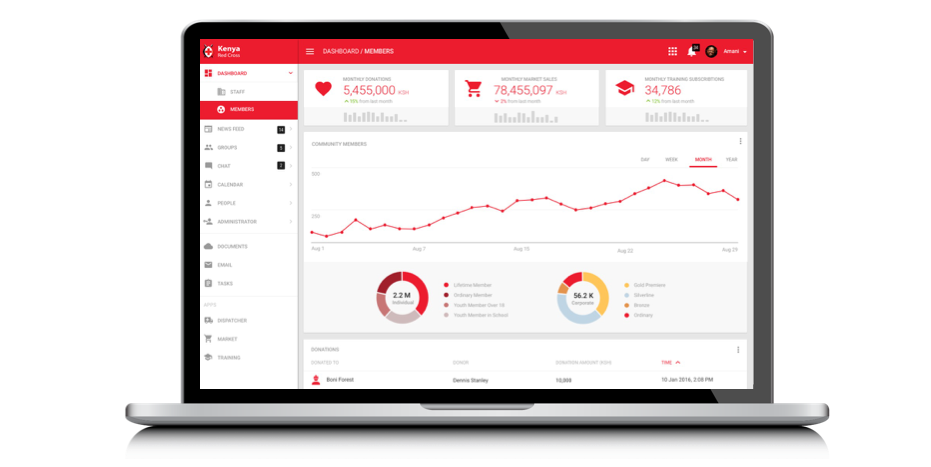 Kenya
Red Cross
DASHBOARD / MEMBERS
34
Amani
DASHBOARD
STAFF
MEMBERS
NEWS FEED
14
GROUPS
CHAT
2
CALENDAR
PEOPLE
ADMINISTRATOR
DOCUMENTS
EMAIL
TASKS
APPS
DISPATCHER
MARKET
TRAINING
MONTHLY DONATIONS
5,455,000 KSH
15% from last month
MONTHLY MARKET SALES
78,455,097 KSH
2% from last month
MONTHLY TRAINING SUBSCRIPTIONS
34,786
12% from last month
COMMUNITY MEMBERS
DAY WEEK MONTH YEAR
300
250
Aug 1 Aug 7 Aug 15 Aug 22 Aug 29
2.2 M
Individual
Lifetime Member
Ordinary Member
Youth Member Over 18
Youth Member in School
56.2 K
Corporate
Gold Premiere
Silverline
Bronze
Ordinary
DONATIONS
DONATED TO DONOR DONATION AMOUNT (KSH) TIME
Boni Forest Dennis Stanley 10,000 10 Jan 2016, 2:08 PM